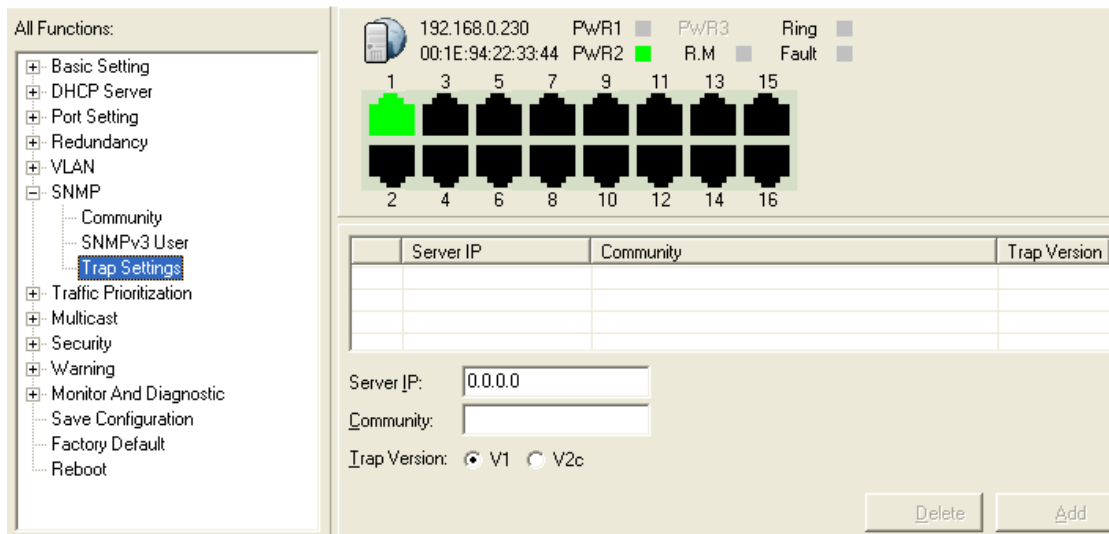 All Functions:
Basic Setting
DHCP Server
Port Setting
Redundancy
VLAN
SNMP
Community
SNMPv3 User
Trap Settings
Traffic Prioritization
Multicast
Security
Warning
Monitor And Diagnostic
Save Configuration
Factory Default
Reboot
192.168.0.230 PWR1 PWR3 Ring
00:1E:94:22:33:44 PWR2 R.M Fault
1 3 5 7 9 11 13 15
2 4 6 8 10 12 14 16
Server IP Community Trap Version
Server IP: 0.0.0.0
Community:
Trap Version: V1 V2c
Delete Add